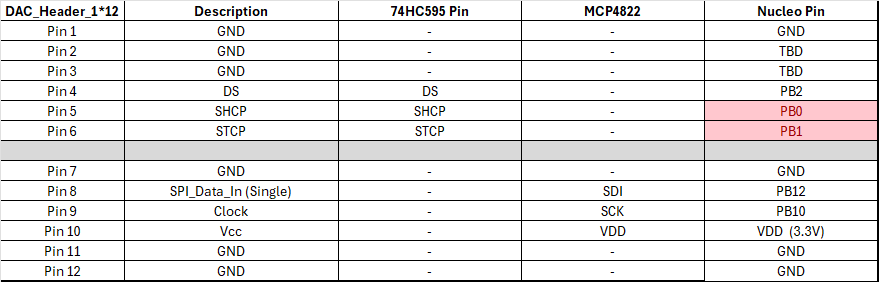 DAC_Header_1*12 Description 74HC595 Pin MCP4822 Nucleo Pin
Pin 1 GND - - GND
Pin 2 GND - - TBD
Pin 3 GND - - TBD
Pin 4 DS DS - PB2
Pin 5 SHCP SHCP - PB0
Pin 6 STCP STCP - PB1
Pin 7 GND - - GND
Pin 8 SPI_Data_In (Single) - SDI PB12
Pin 9 Clock - SCK PB10
Pin 10 Vcc - VDD VDD (3.3V)
Pin 11 GND - - GND
Pin 12 GND - - GND